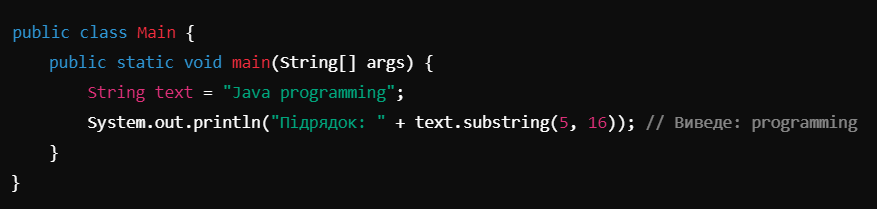 public class Main {
    public static void main(String[] args) {
        String text = "Java programming";
        System.out.println("Підрядок: " + text.substring(5, 16)); // Виведе: programming
    }
}